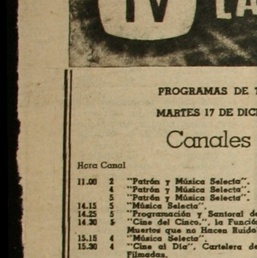 TV LA
PROGRAMAS DE T
MARTES 17 DE DICI
Canales
Hora Canal
11.00 2 "Patrón y Música Selecta".
4 "Patrón y Música Selecta".
5 "Patrón y Música Selecta".
14.15 5 "Música Selecta".
14.25 5 "Programación y Santoral de
14.30 5 "Cine del Cinco", la Funció
Muertos que no Hacen Ruido
15.15 4 "Música Selecta".
15.30 4 "Cine al Día", Cartelera de
Filmadas.